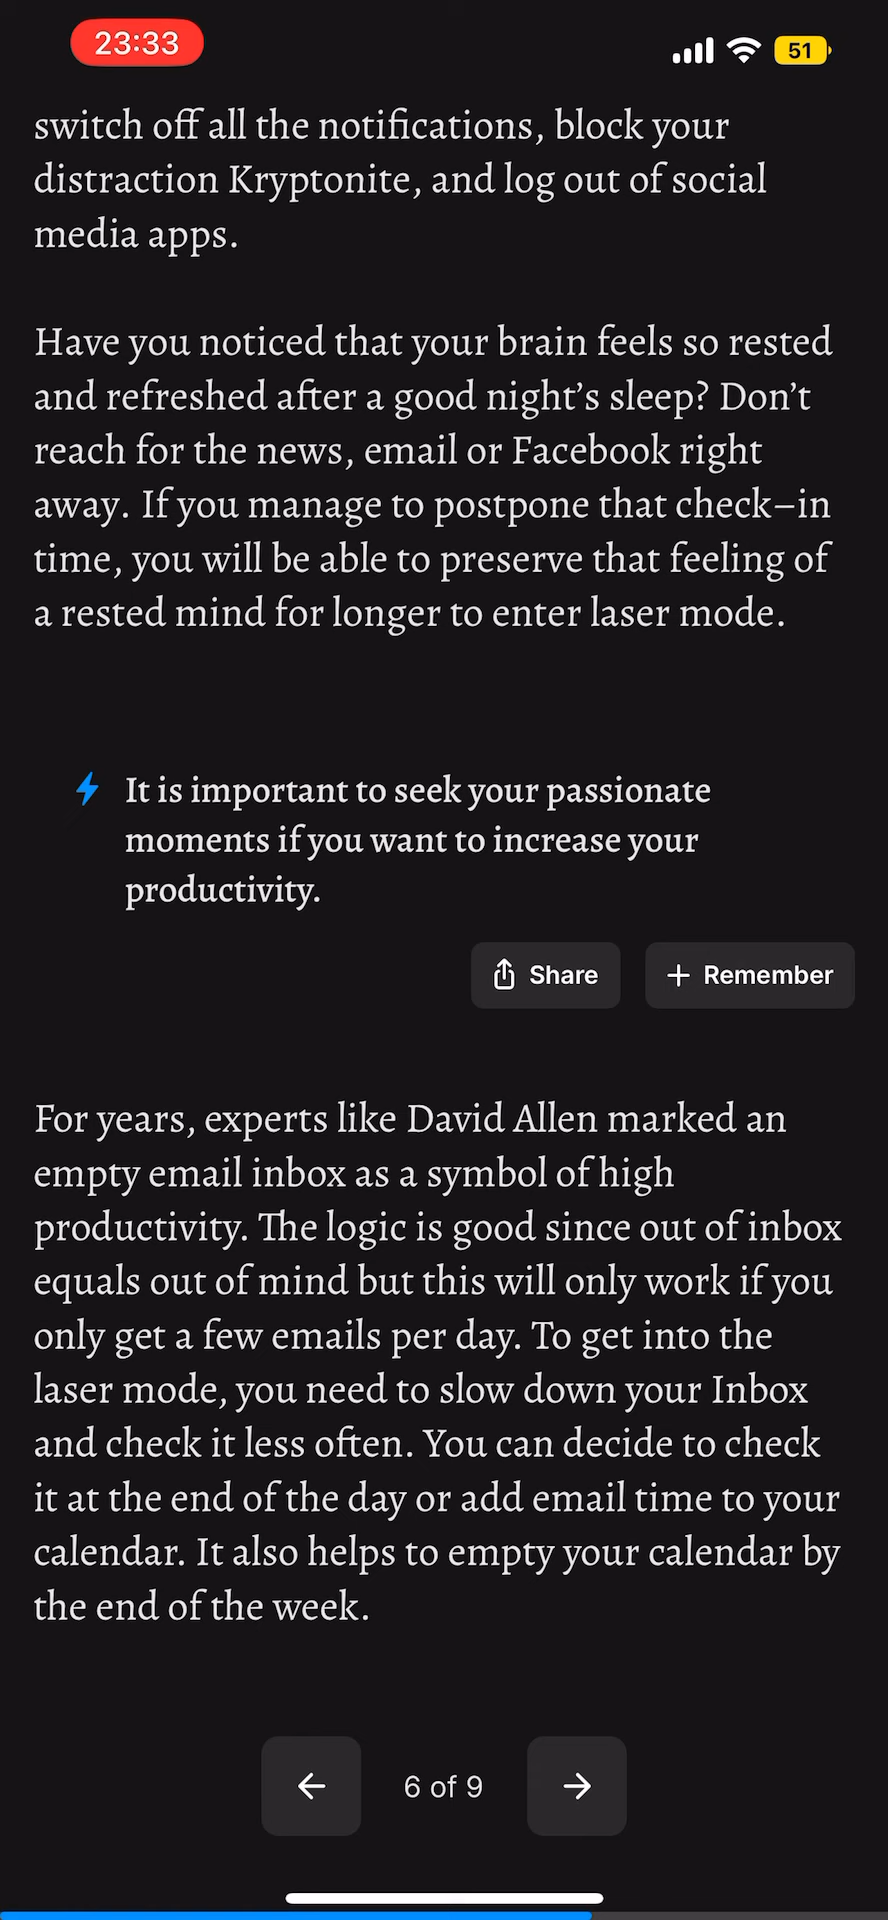 23:33
51
switch off all the notifications, block your
distraction Kryptonite, and log out of social
media apps.
Have you noticed that your brain feels so rested
and refreshed after a good night’s sleep? Don’t
reach for the news, email or Facebook right
away. If you manage to postpone that check–in
time, you will be able to preserve that feeling of
a rested mind for longer to enter laser mode.
It is important to seek your passionate
moments if you want to increase your
productivity.
Share
Remember
For years, experts like David Allen marked an
empty email inbox as a symbol of high
productivity. The logic is good since out of inbox
equals out of mind but this will only work if you
only get a few emails per day. To get into the
laser mode, you need to slow down your Inbox
and check it less often. You can decide to check
it at the end of the day or add email time to your
calendar. It also helps to empty your calendar by
the end of the week.
6 of 9